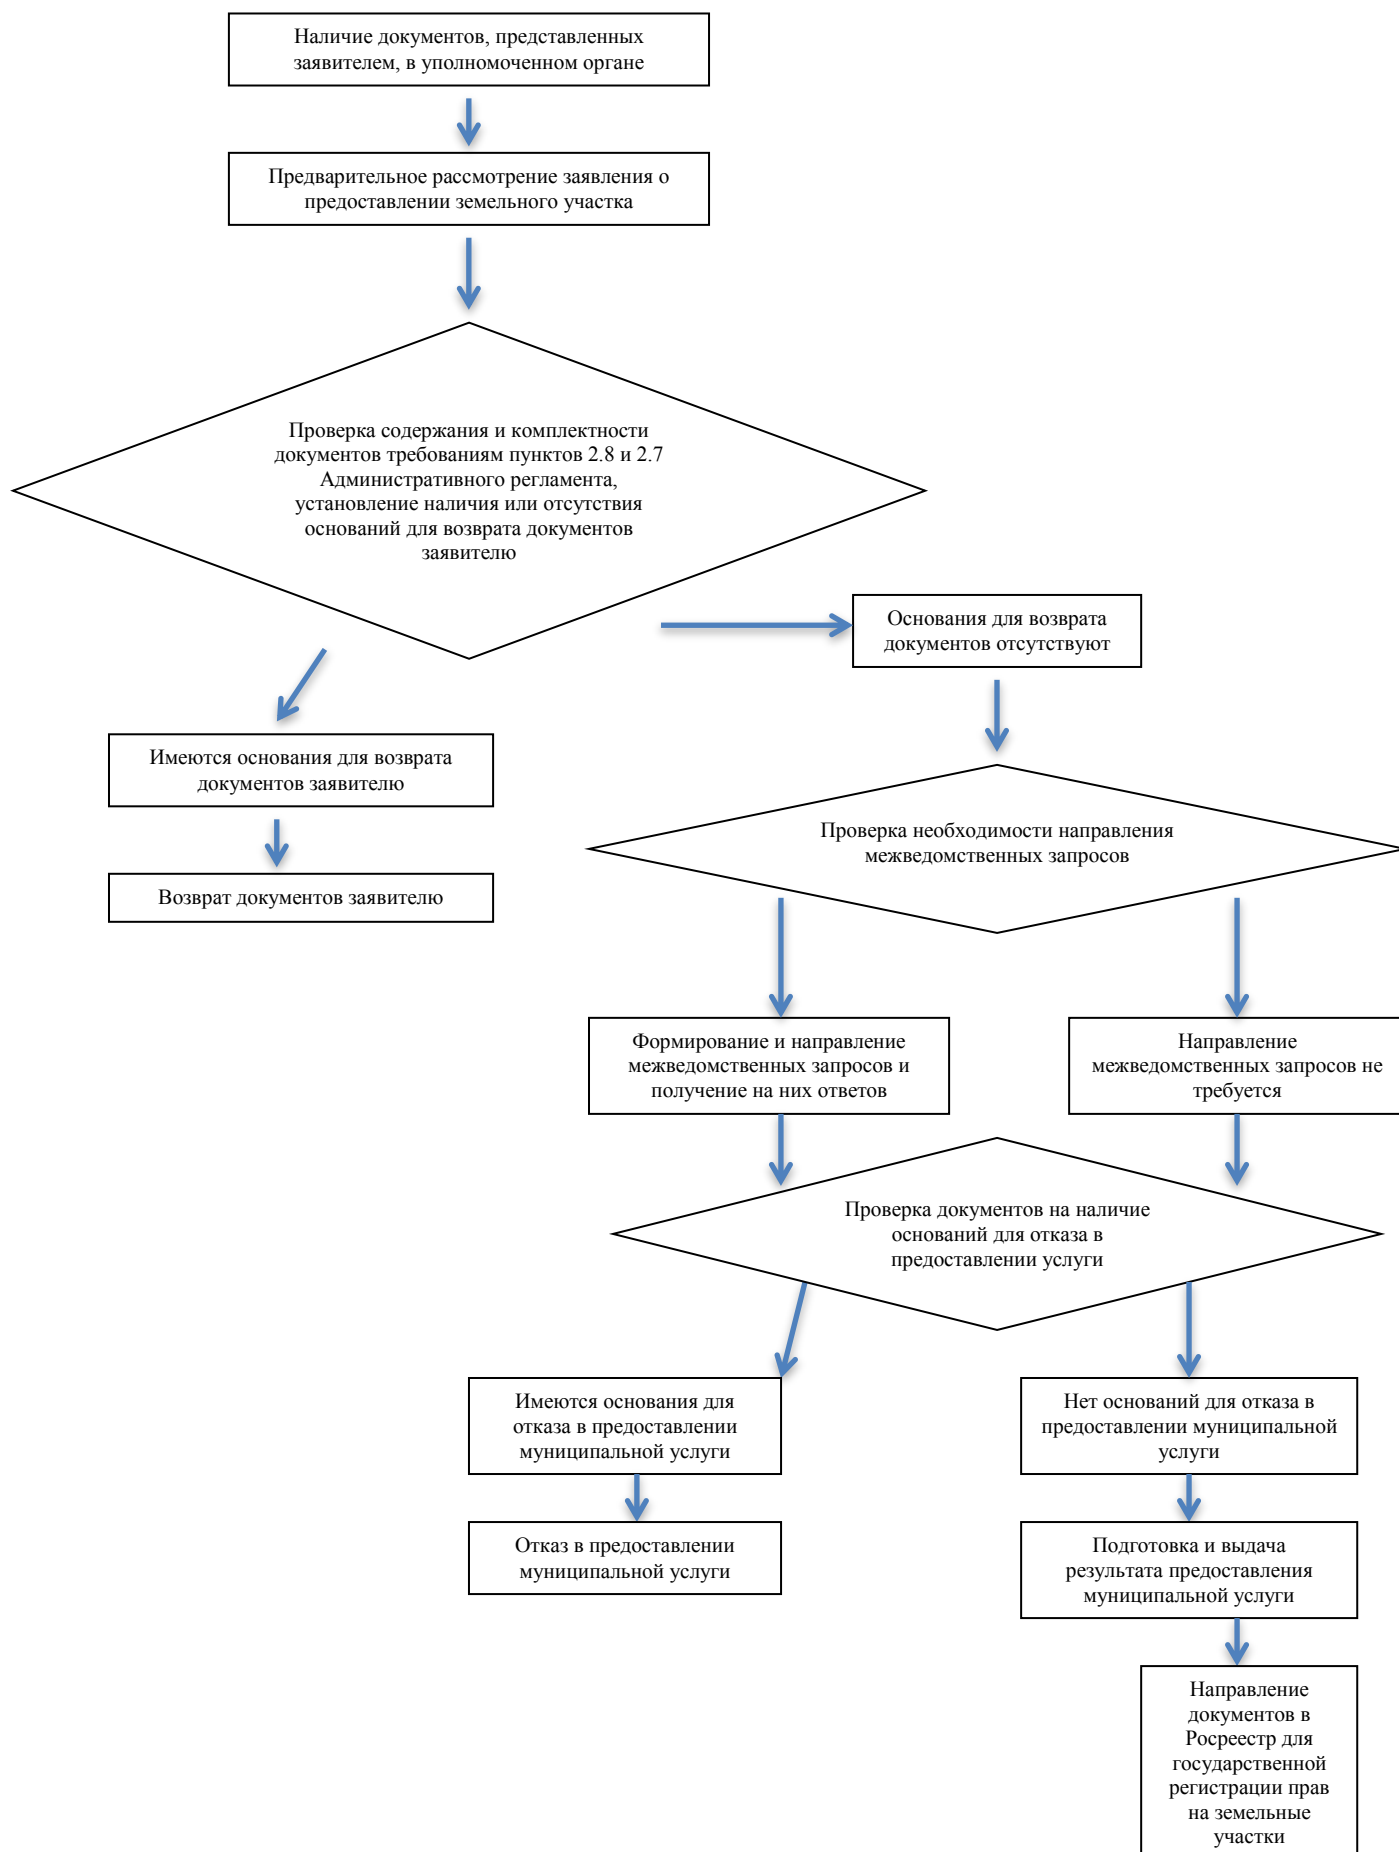 Наличие документов, представленных
заявителем, в уполномоченном органе
Предварительное рассмотрение заявления о
предоставлении земельного участка
Проверка содержания и комплектности
документов требованиям пунктов 2.8 и 2.7
Административного регламента,
установление наличия или отсутствия
оснований для возврата документов
заявителю
Основания для возврата
документов отсутствуют
Имеются основания для возврата
документов заявителю
Возврат документов заявителю
Проверка необходимости направления
межведомственных запросов
Формирование и направление
межведомственных запросов и
получение на них ответов
Направление
межведомственных запросов не
требуется
Проверка документов на наличие
оснований для отказа в
предоставлении услуги
Имеются основания для
отказа в предоставлении
муниципальной услуги
Нет оснований для отказа в
предоставлении муниципальной
услуги
Отказ в предоставлении
муниципальной услуги
Подготовка и выдача
результата предоставления
муниципальной услуги
Направление
документов в
Росреестр для
государственной
регистрации прав
на земельные
участки